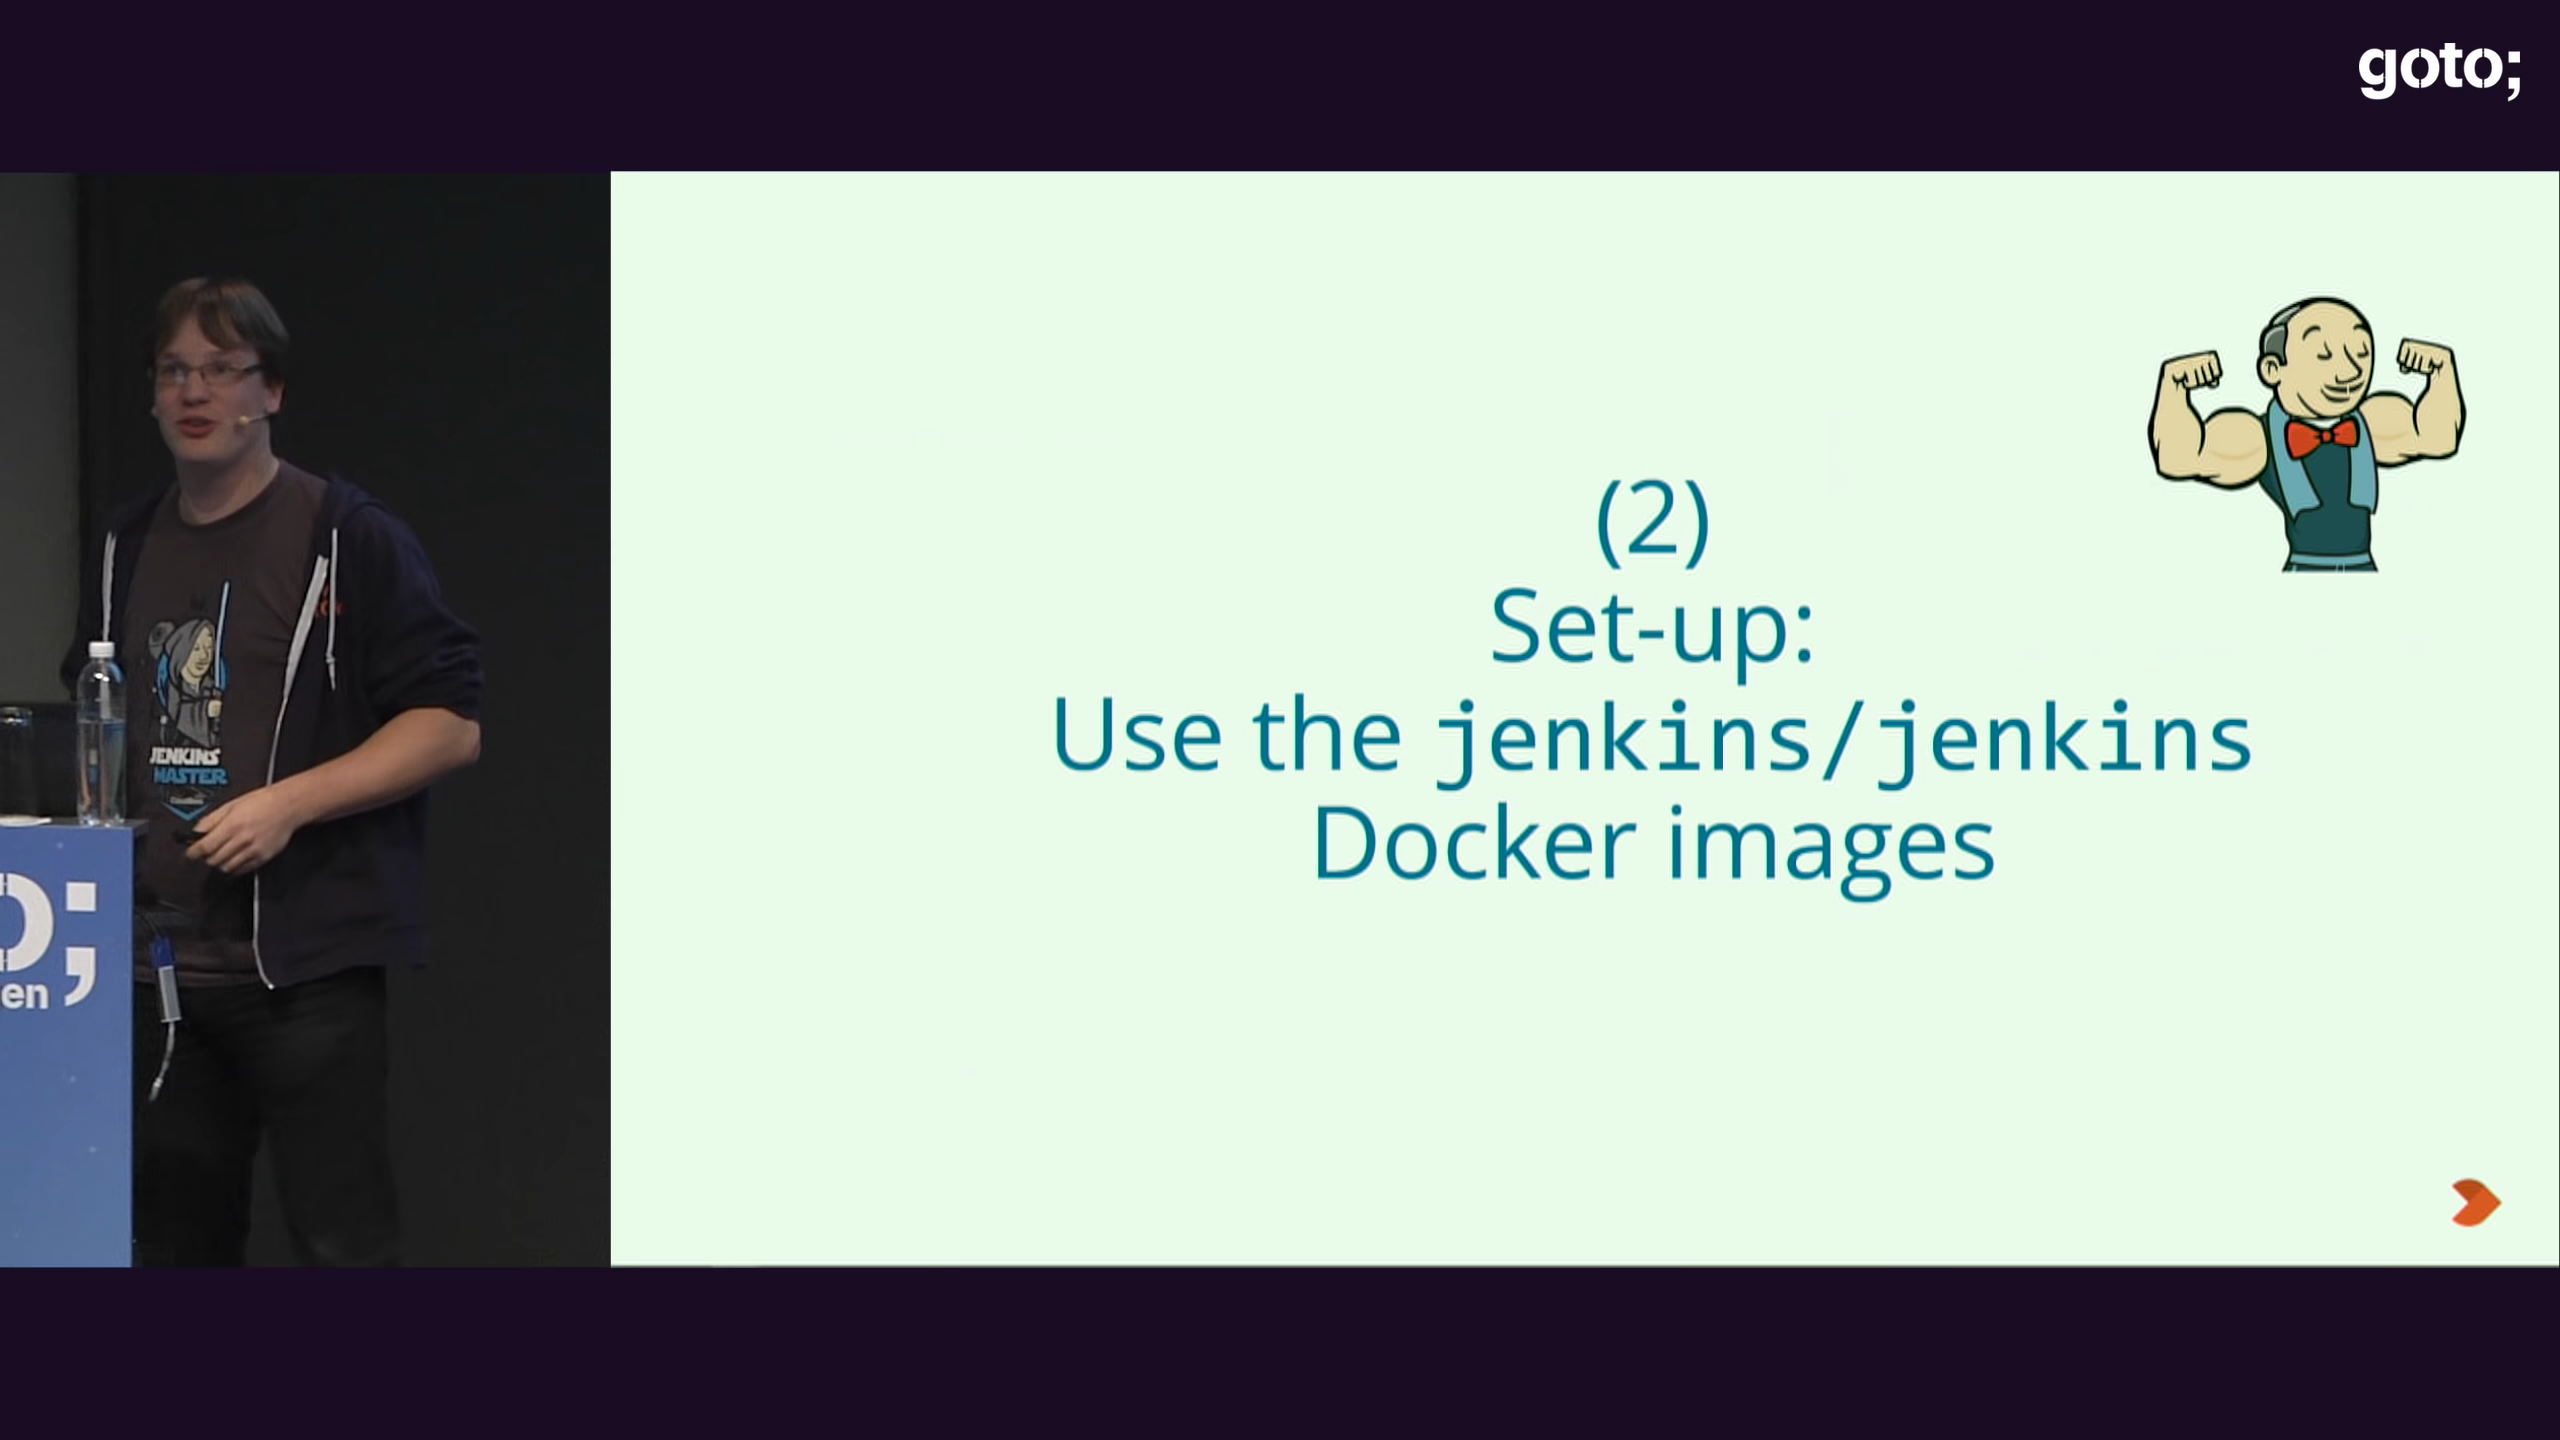 goto;
(2)
Set-up:
Use the jenkins/jenkins
Docker images
JENKINS
MASTER
o;
en